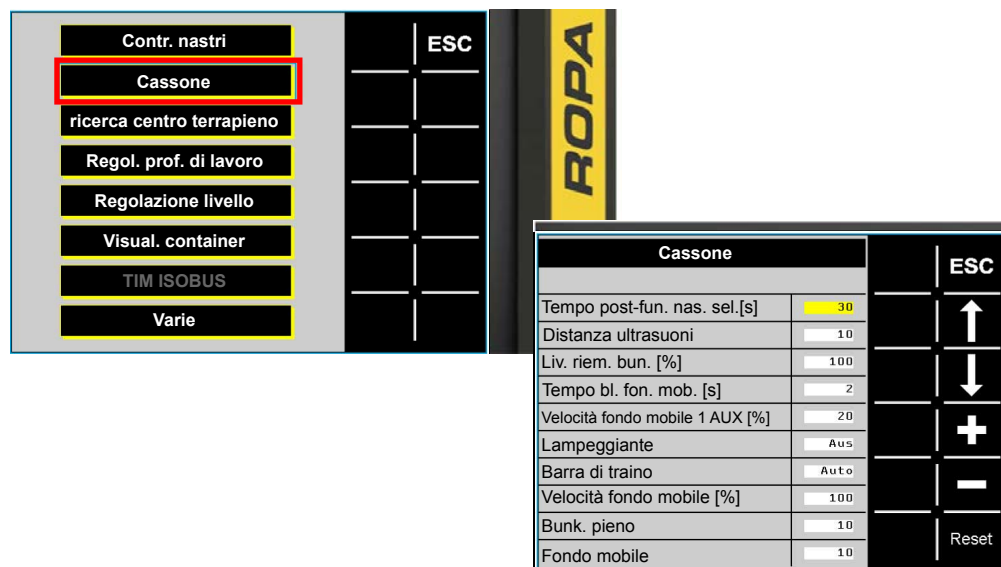 Contr. nastri
ESC
Cassone
ricerca centro terrapieno
Regol. prof. di lavoro
Regolazione livello
Visual. container
TIM ISOBUS
Varie
ROPA
Cassone
ESC
Tempo post-fun. nas. sel.[s] 30
Distanza ultrasuoni 10
Liv. riem. bun. [%] 100
Tempo bl. fon. mob. [s] 2
Velocità fondo mobile 1 AUX [%] 20
Lampeggiante Aus
Barra di traino Auto
Velocità fondo mobile [%] 100
Bunk. pieno 10
Reset
Fondo mobile 10